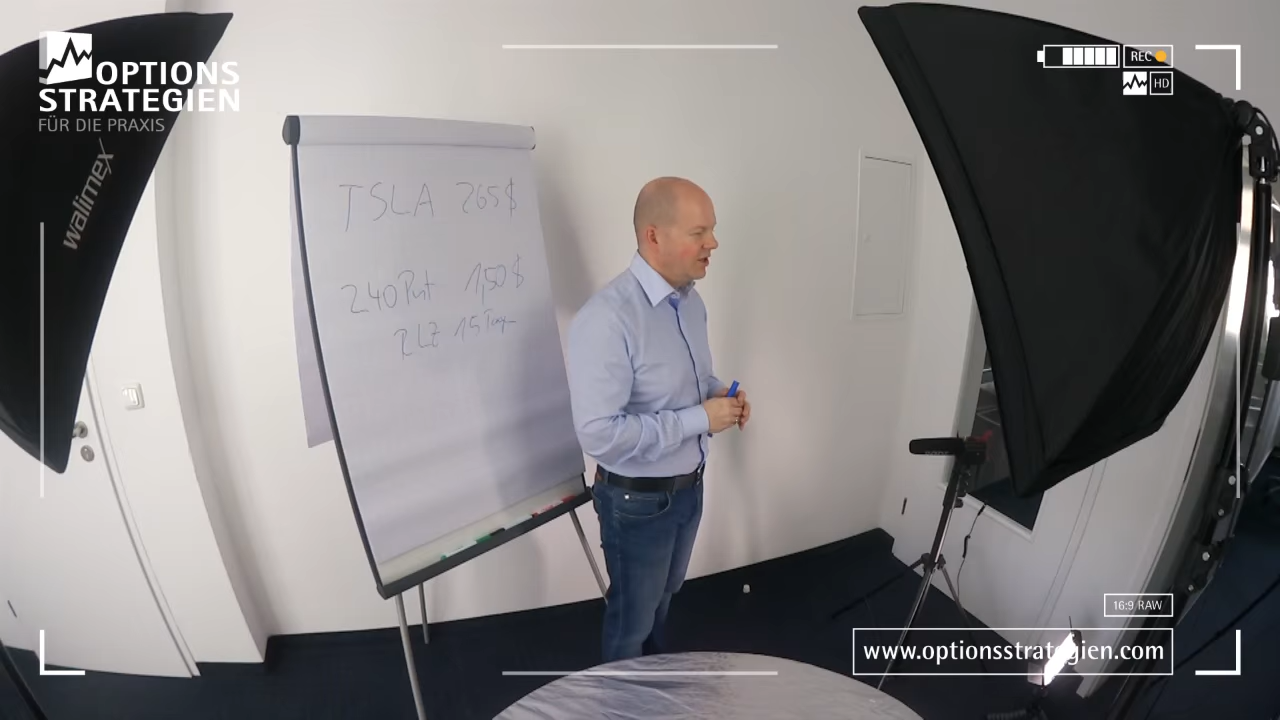 OPTIONS
STRATEGIEN
FÜR DIE PRAXIS
walimex
REC
HD
TSLA 265$
240 Put 1,50$
RLZ 15 Tage
16:9 RAW
www.optionsstrategien.com